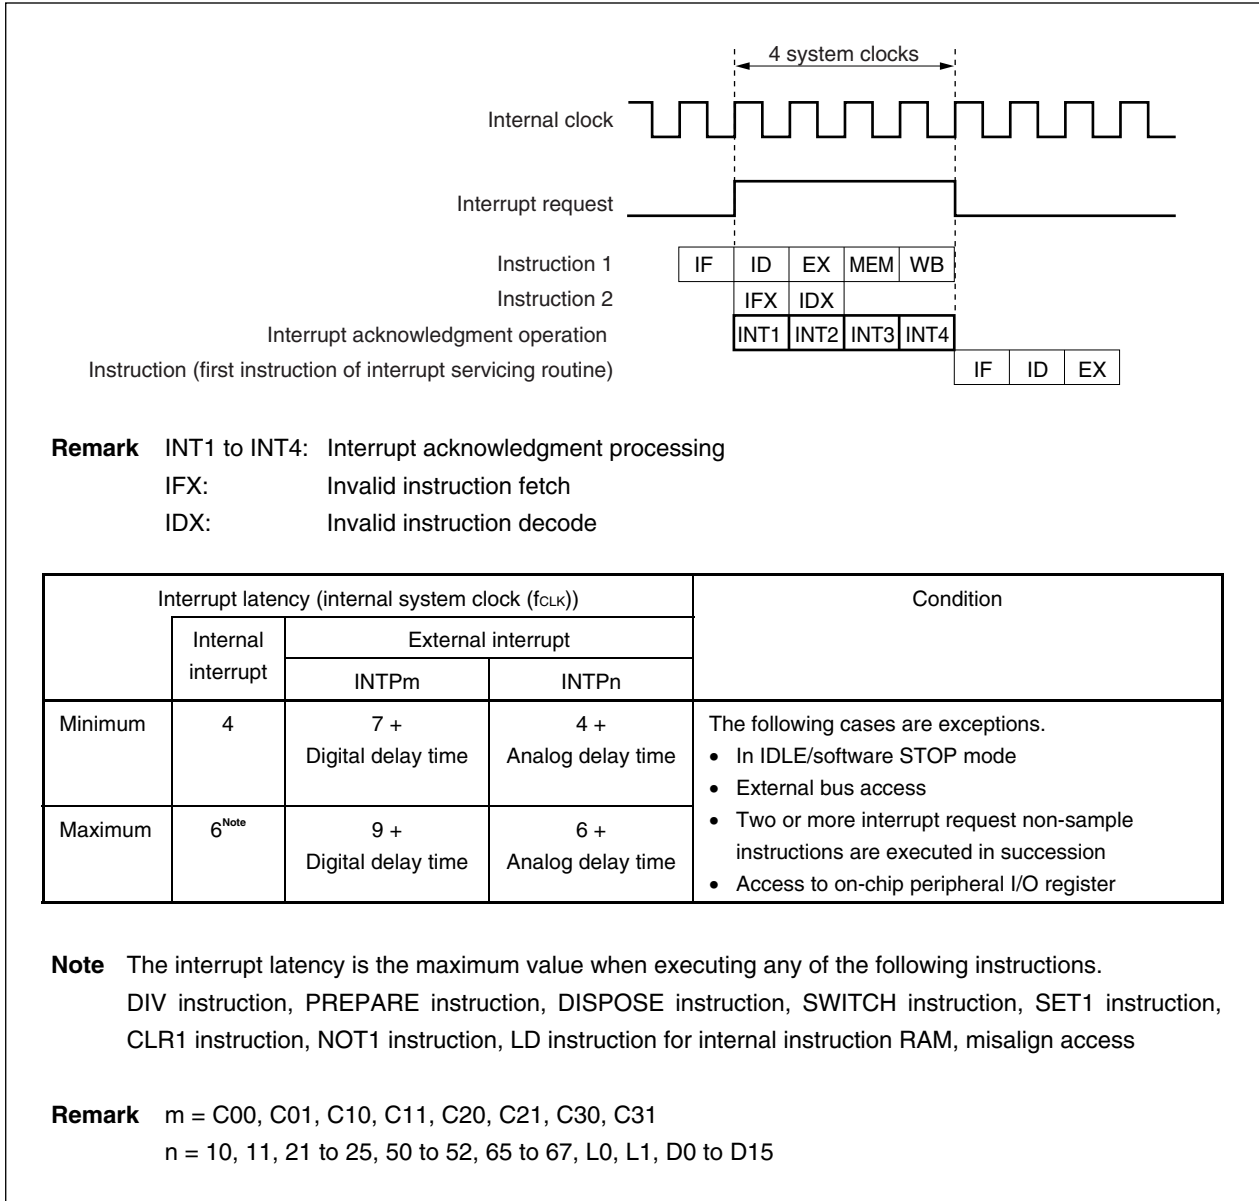 4 system clocks
Internal clock
Interrupt request
Instruction 1 IF ID EX MEM WB
Instruction 2 IFX IDX
Interrupt acknowledgment operation INT1 INT2 INT3 INT4
Instruction (first instruction of interrupt servicing routine) IF ID EX
Remark INT1 to INT4: Interrupt acknowledgment processing
IFX: Invalid instruction fetch
IDX: Invalid instruction decode
Interrupt latency (internal system clock (fCLK)) Condition
Internal interrupt External interrupt
INTPm INTPn
Minimum 4 7 + Digital delay time 4 + Analog delay time
Maximum 6Note 9 + Digital delay time 6 + Analog delay time
The following cases are exceptions.
• In IDLE/software STOP mode
• External bus access
• Two or more interrupt request non-sample
instructions are executed in succession
• Access to on-chip peripheral I/O register
Note The interrupt latency is the maximum value when executing any of the following instructions.
DIV instruction, PREPARE instruction, DISPOSE instruction, SWITCH instruction, SET1 instruction,
CLR1 instruction, NOT1 instruction, LD instruction for internal instruction RAM, misalign access
Remark m = C00, C01, C10, C11, C20, C21, C30, C31
n = 10, 11, 21 to 25, 50 to 52, 65 to 67, L0, L1, D0 to D15